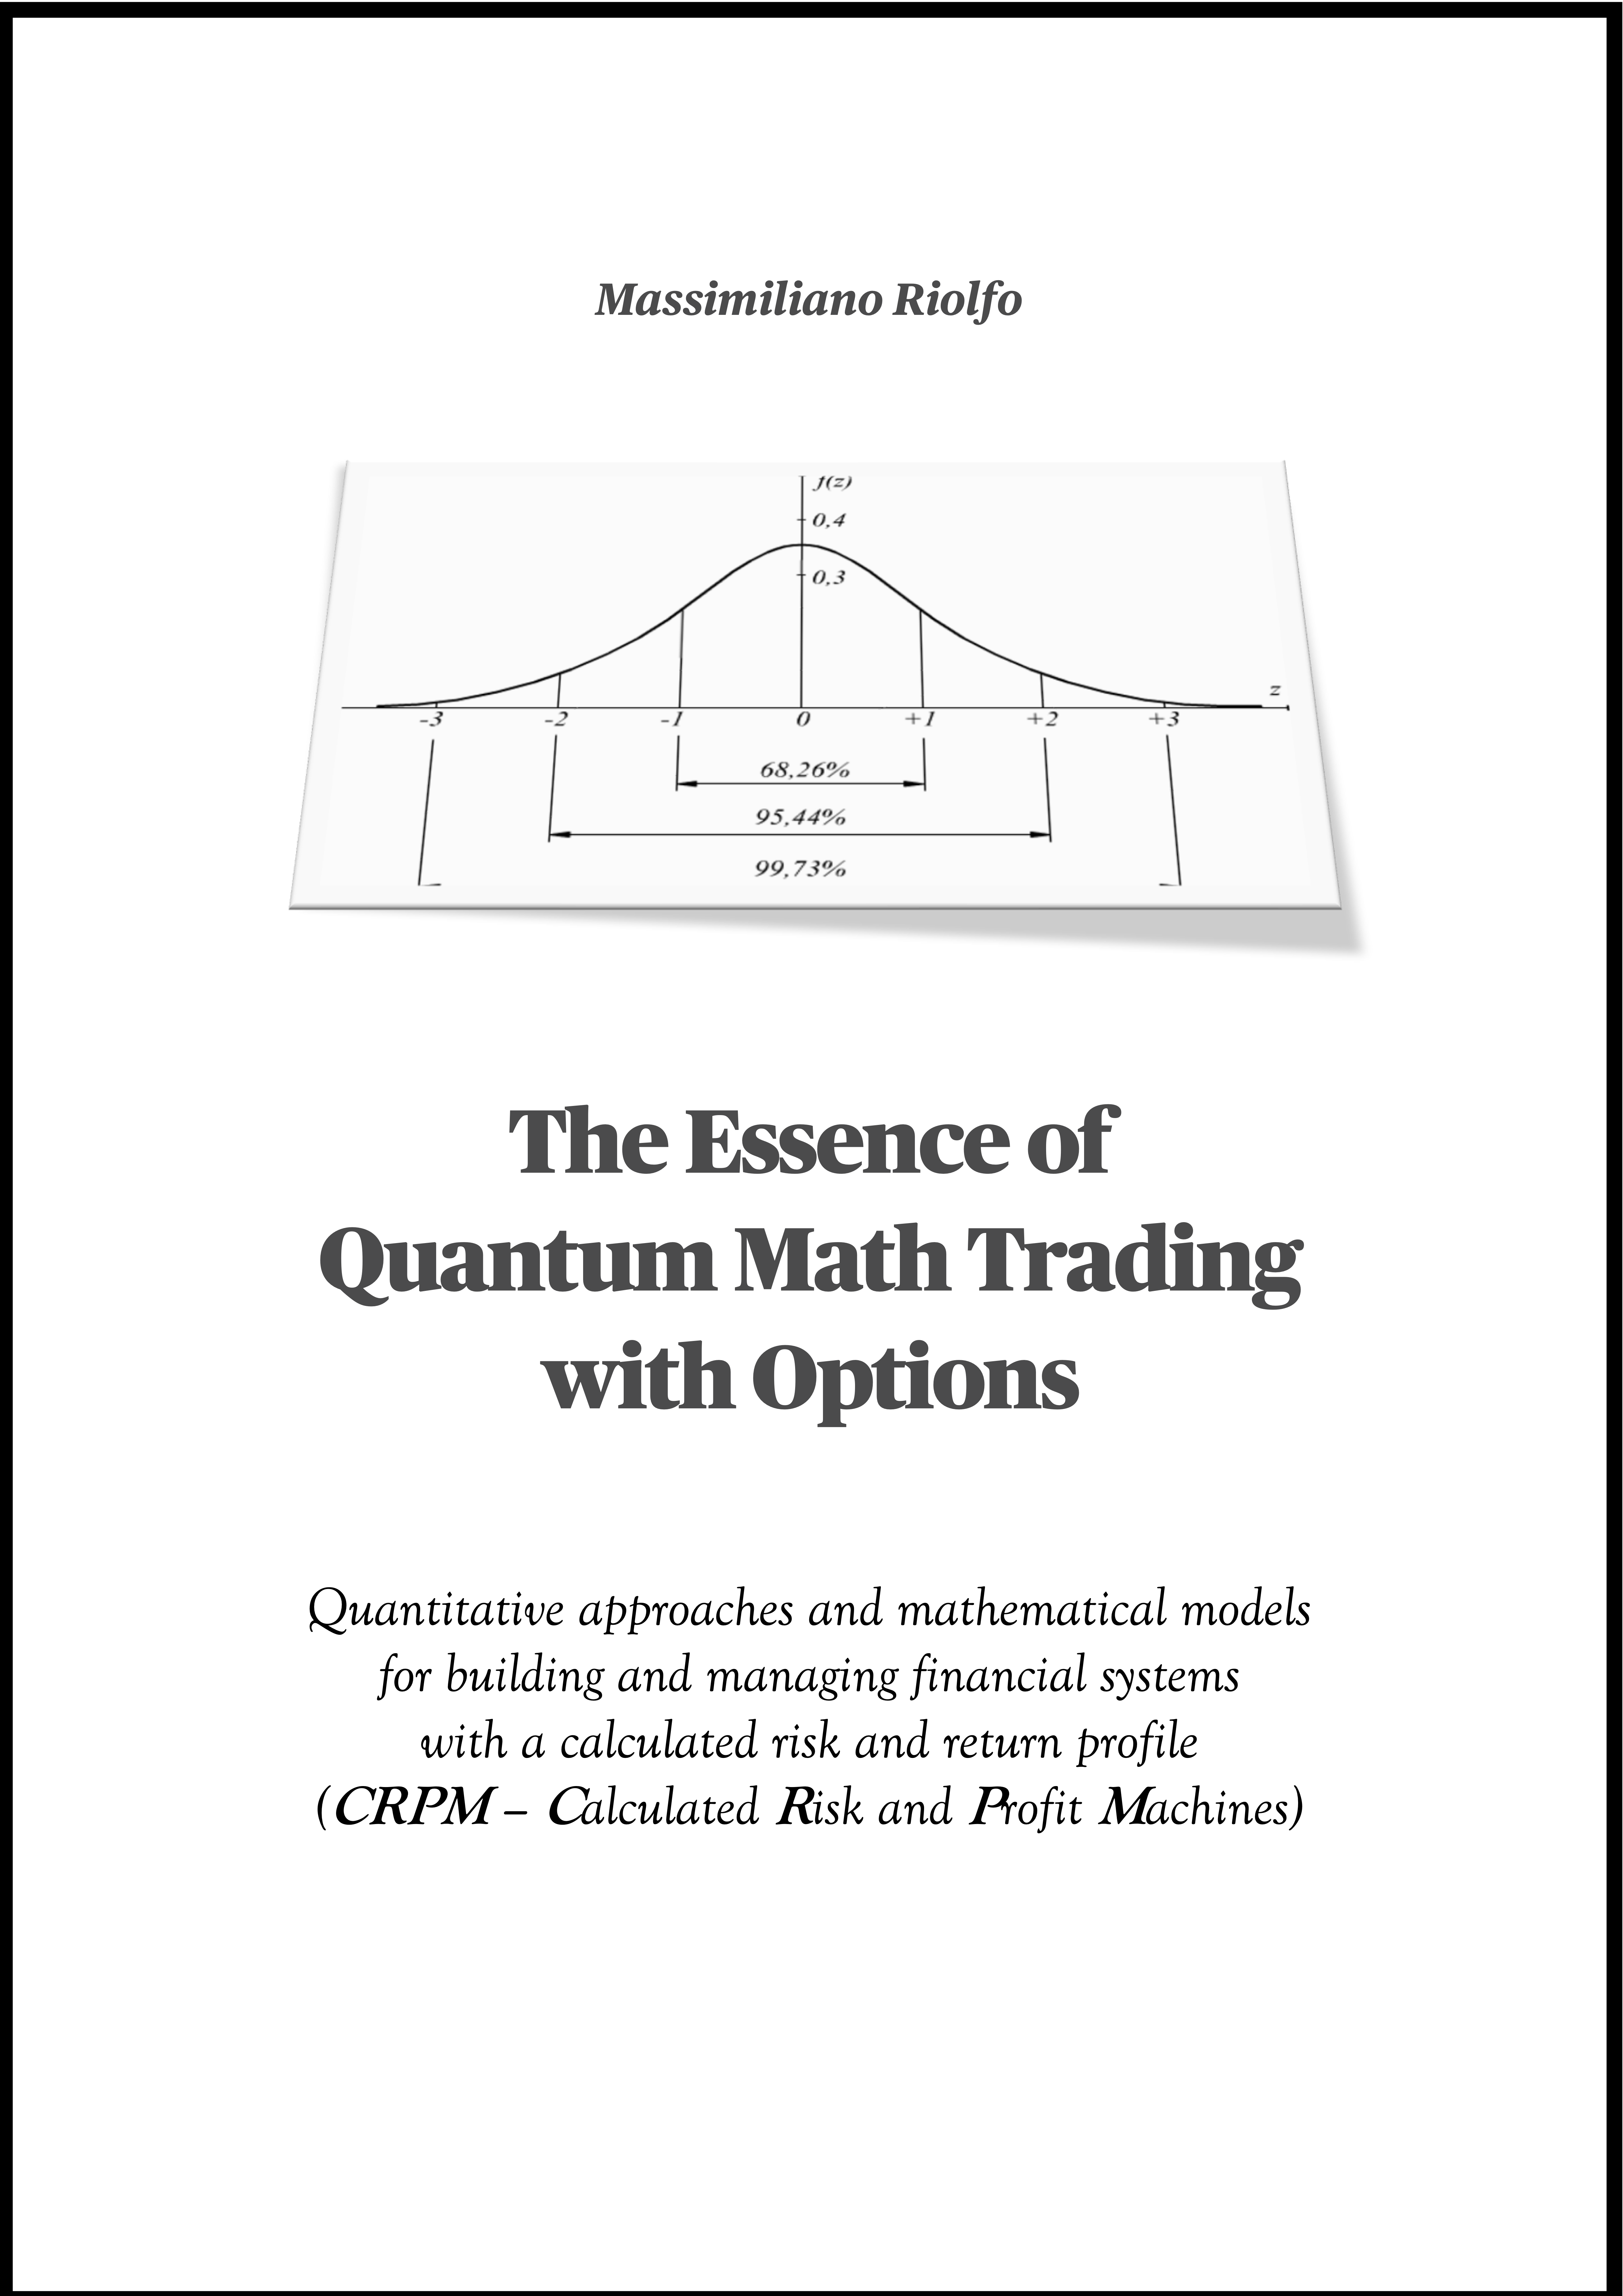 Massimiliano Riolfo
f(z)
0,4
0,3
z
-3 -2 -1 0 +1 +2 +3
68,26%
95,44%
99,73%
The Essence of
Quantum Math Trading
with Options
Quantitative approaches and mathematical models
for building and managing financial systems
with a calculated risk and return profile
(CRPM – Calculated Risk and Profit Machines)